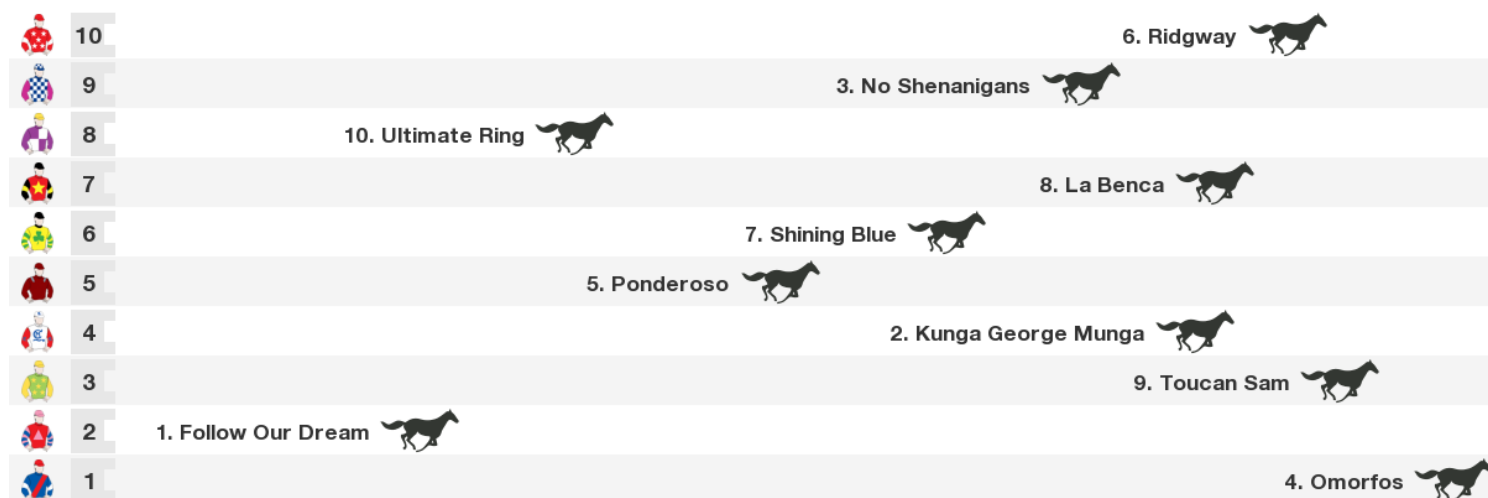 10 6. Ridgway
9 3. No Shenanigans
8 10. Ultimate Ring
7 8. La Benca
6 7. Shining Blue
5 5. Ponderoso
4 2. Kunga George Munga
3 9. Toucan Sam
2 1. Follow Our Dream
1 4. Omorfos